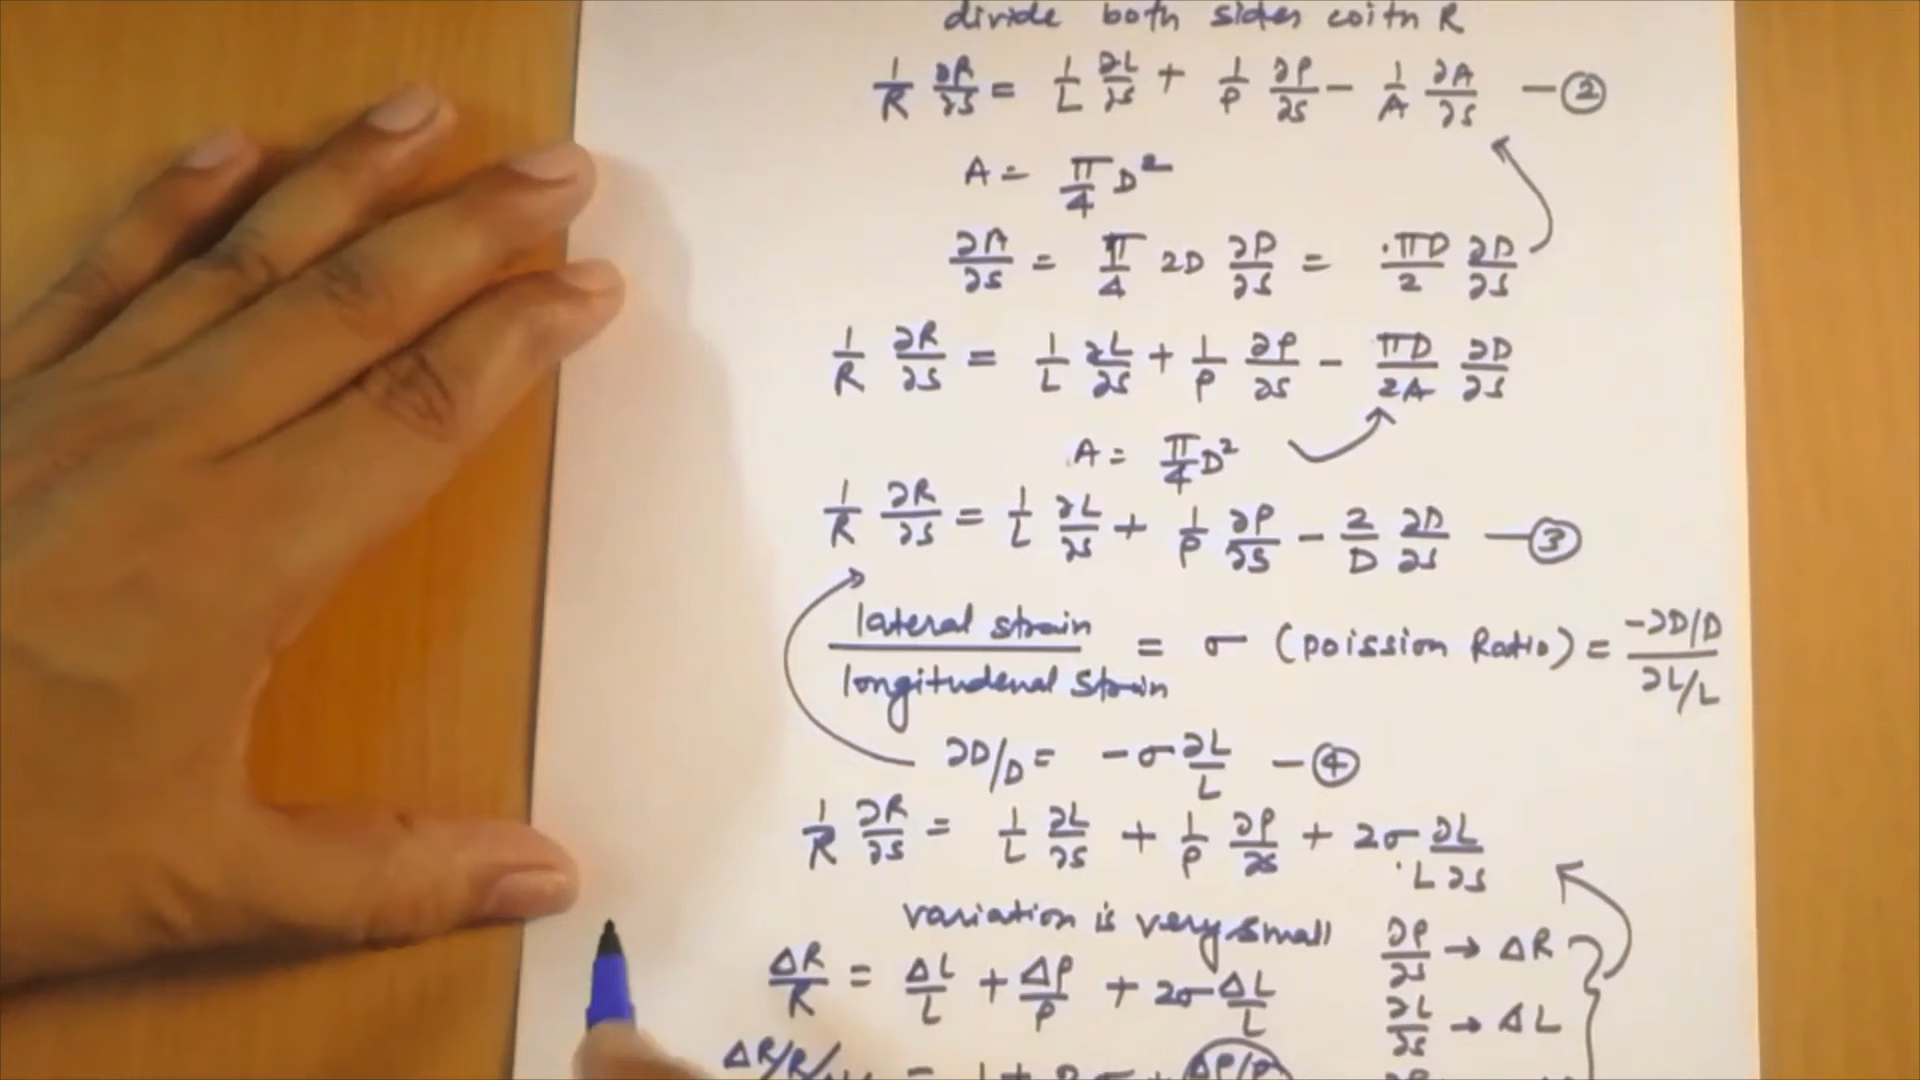 divide both sides coitn R
1/R ∂R/∂S = 1/L ∂L/∂S + 1/ρ ∂ρ/∂S - 1/A ∂A/∂S - ②
A = π/4 D²
∂A/∂S = π/4 2D ∂D/∂S = πD/2 ∂D/∂S
1/R ∂R/∂S = 1/L ∂L/∂S + 1/ρ ∂ρ/∂S - πD/2A ∂D/∂S
A = π/4 D²
1/R ∂R/∂S = 1/L ∂L/∂S + 1/ρ ∂ρ/∂S - 2/D ∂D/∂S - ③
lateral strain / longitudenal strain = σ (poission Ratio) = -∂D/D / ∂L/L
∂D/D = -σ ∂L/L - ④
1/R ∂R/∂S = 1/L ∂L/∂S + 1/ρ ∂ρ/∂S + 2σ ∂L/L∂S
variation is very small
∂ρ/∂S → ΔR
ΔR/R = ΔL/L + Δρ/ρ + 2σ ΔL/L
∂L/∂S → ΔL